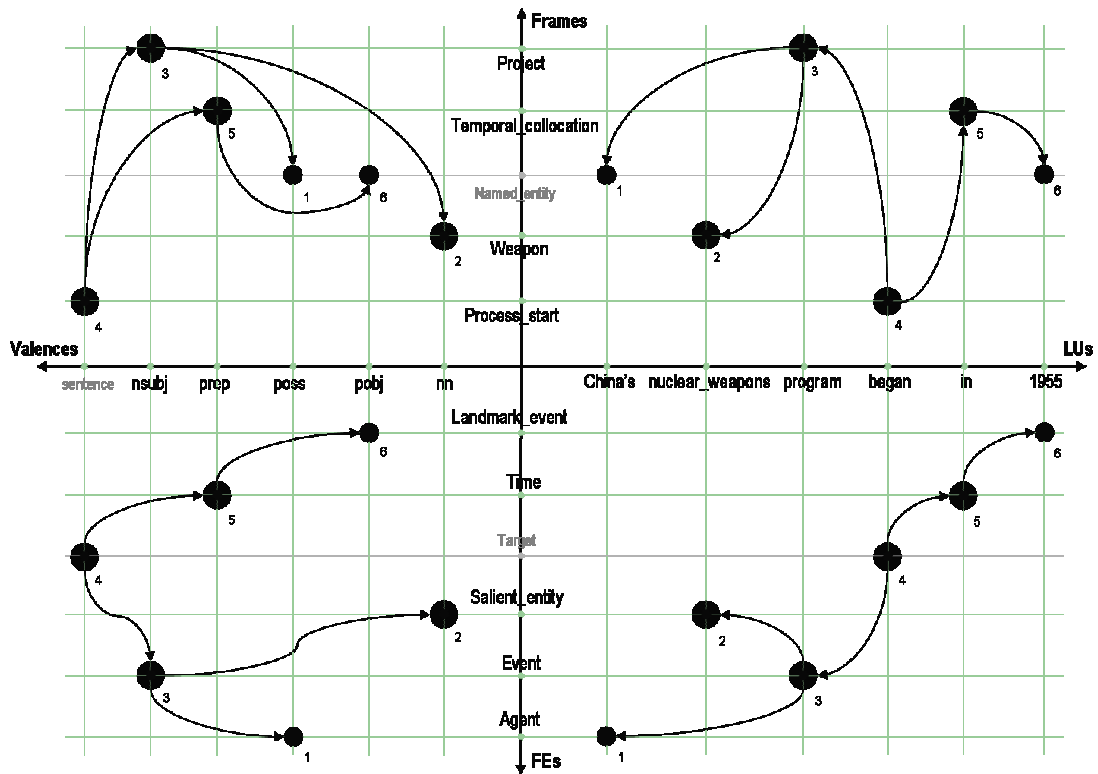 Frames
3
Project
3
5
Temporal_collocation
5
1
6
Named_entity
1
6
2
Weapon
2
4
Process_start
4
Valences
LUs
sentence nsubj prep poss pobj nn
China's nuclear_weapons program began in 1955
Landmark_event
6
6
5
Time
5
4
Target
4
2
Salient_entity
2
3
Event
3
Agent
1
1
FEs